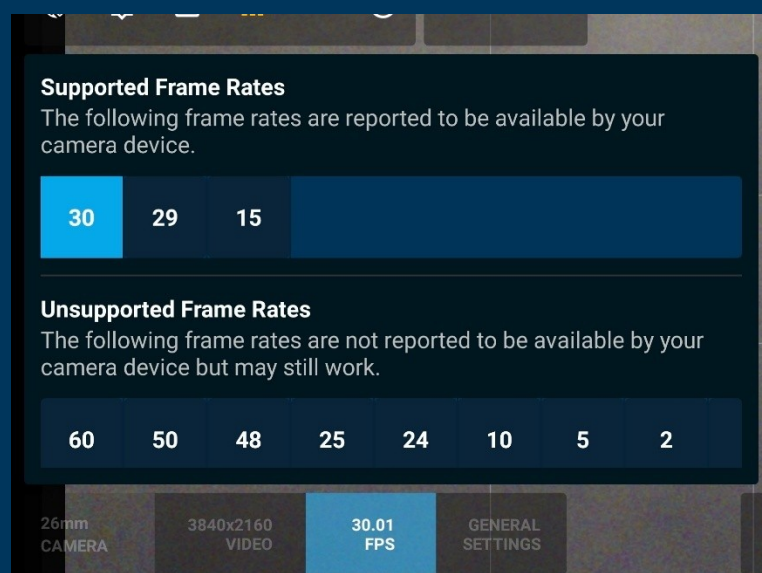 Supported Frame Rates
The following frame rates are reported to be available by your
camera device.
30 29 15
Unsupported Frame Rates
The following frame rates are not reported to be available by your
camera device but may still work.
60 50 48 25 24 10 5 2
26mm 3840x2160 30.01 GENERAL
CAMERA VIDEO FPS SETTINGS